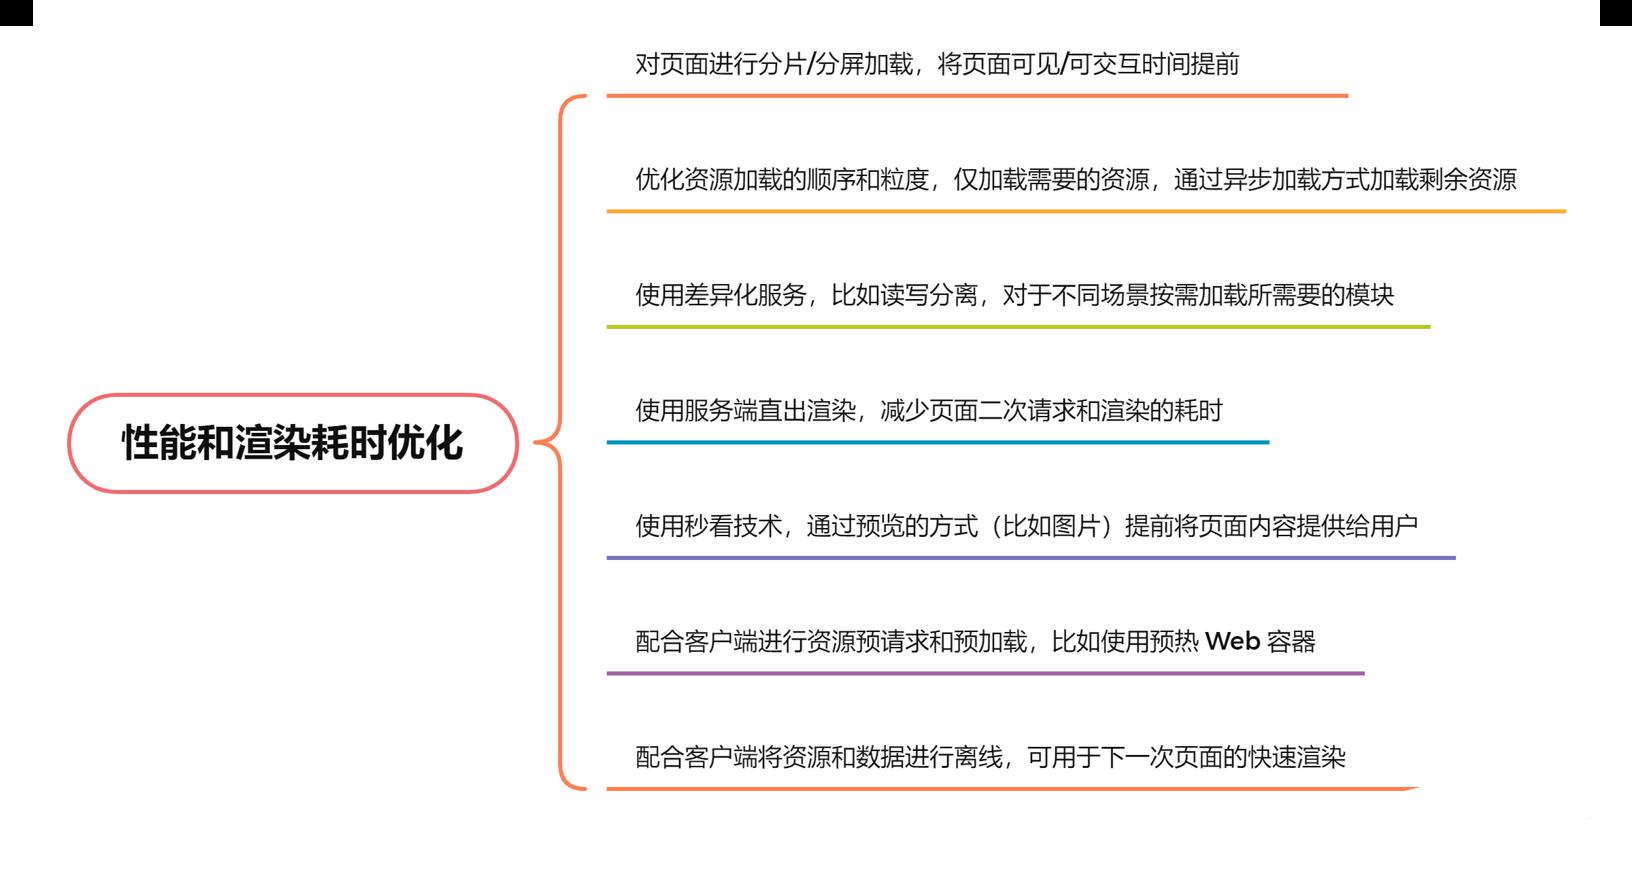 对页面进行分片/分屏加载，将页面可见/可交互时间提前
优化资源加载的顺序和粒度，仅加载需要的资源，通过异步加载方式加载剩余资源
使用差异化服务，比如读写分离，对于不同场景按需加载所需要的模块
使用服务端直出渲染，减少页面二次请求和渲染的耗时
性能和渲染耗时优化
使用秒看技术，通过预览的方式（比如图片）提前将页面内容提供给用户
配合客户端进行资源预请求和预加载，比如使用预热 Web 容器
配合客户端将资源和数据进行离线，可用于下一次页面的快速渲染